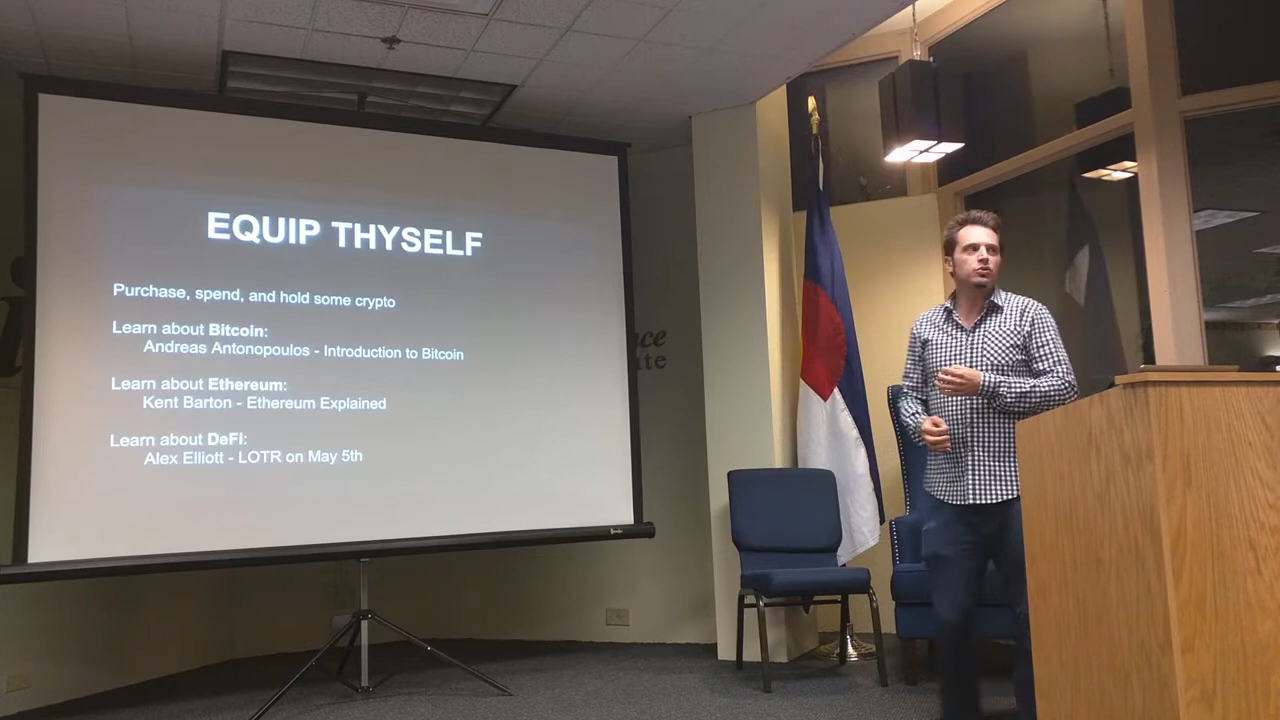 EQUIP THYSELF
Purchase, spend, and hold some crypto
Learn about Bitcoin:
Andreas Antonopoulos - Introduction to Bitcoin
Learn about Ethereum:
Kent Barton - Ethereum Explained
Learn about DeFi:
Alex Elliott - LOTR on May 5th